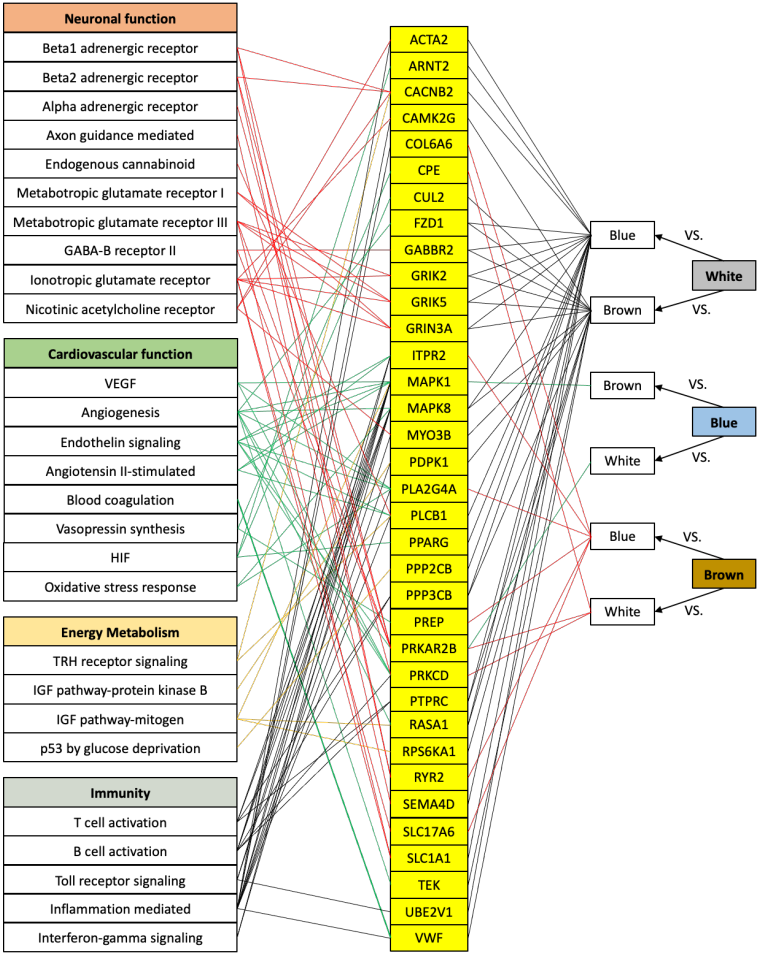 Neuronal function
Beta1 adrenergic receptor
Beta2 adrenergic receptor
Alpha adrenergic receptor
Axon guidance mediated
Endogenous cannabinoid
Metabotropic glutamate receptor I
Metabotropic glutamate receptor III
GABA-B receptor II
Ionotropic glutamate receptor
Nicotinic acetylcholine receptor
Cardiovascular function
VEGF
Angiogenesis
Endothelin signaling
Angiotensin II-stimulated
Blood coagulation
Vasopressin synthesis
HIF
Oxidative stress response
Energy Metabolism
TRH receptor signaling
IGF pathway-protein kinase B
IGF pathway-mitogen
p53 by glucose deprivation
Immunity
T cell activation
B cell activation
Toll receptor signaling
Inflammation mediated
Interferon-gamma signaling
ACTA2
ARNT2
CACNB2
CAMK2G
COL6A6
CPE
CUL2
FZD1
GABBR2
GRIK2
GRIK5
GRIN3A
ITPR2
MAPK1
MAPK8
MYO3B
PDPK1
PLA2G4A
PLCB1
PPARG
PPP2CB
PPP3CB
PREP
PRKAR2B
PRKCD
PTPRC
RASA1
RPS6KA1
RYR2
SEMA4D
SLC17A6
SLC1A1
TEK
UBE2V1
VWF
Blue
VS.
White
Brown
VS.
Brown
VS.
Blue
White
VS.
Blue
VS.
Brown
White
VS.